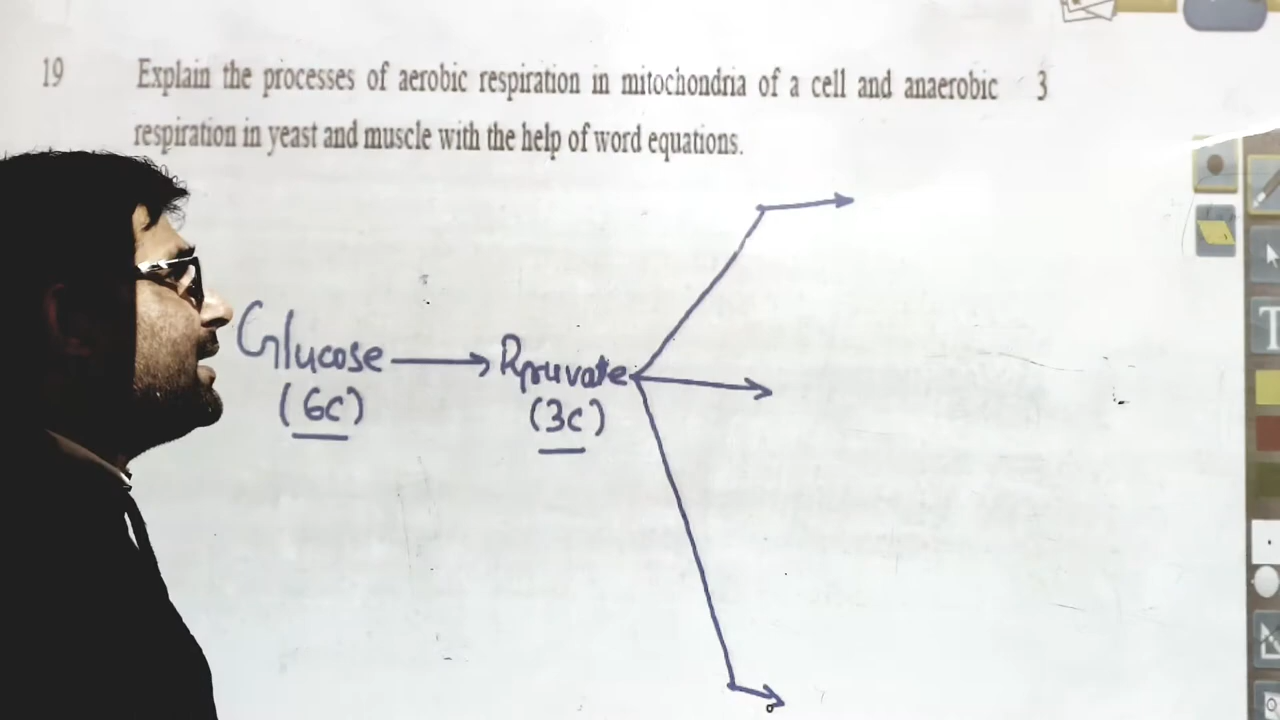 19 Explain the processes of aerobic respiration in mitochondria of a cell and anaerobic 3
respiration in yeast and muscle with the help of word equations.
Glucose → Pyruvate
(6C) (3C)
T